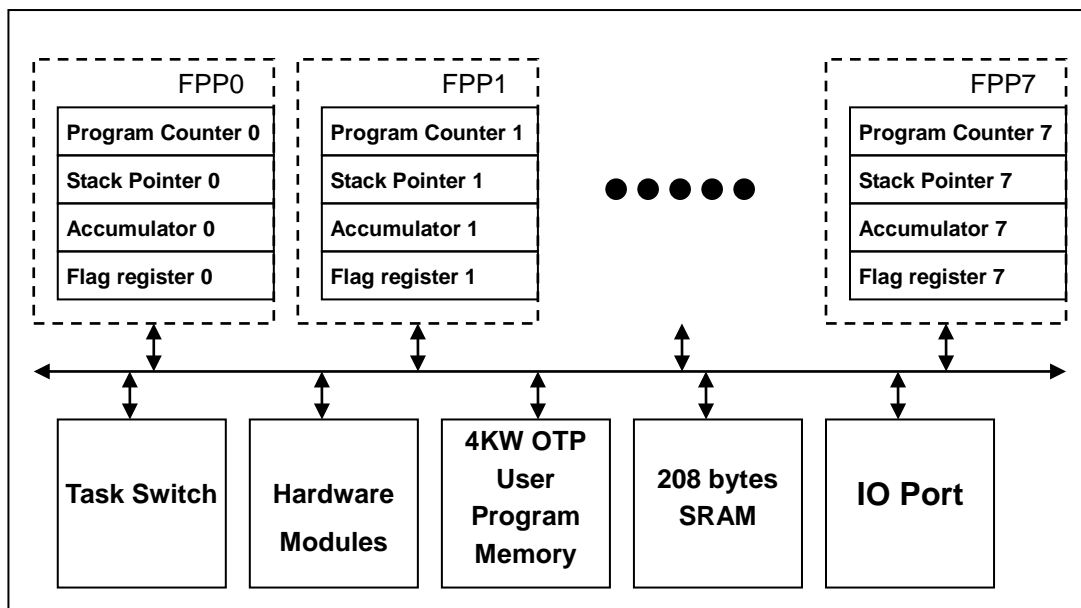 FPP0
Program Counter 0
Stack Pointer 0
Accumulator 0
Flag register 0
FPP1
Program Counter 1
Stack Pointer 1
Accumulator 1
Flag register 1
FPP7
Program Counter 7
Stack Pointer 7
Accumulator 7
Flag register 7
Task Switch
Hardware
Modules
4KW OTP
User
Program
Memory
208 bytes
SRAM
IO Port